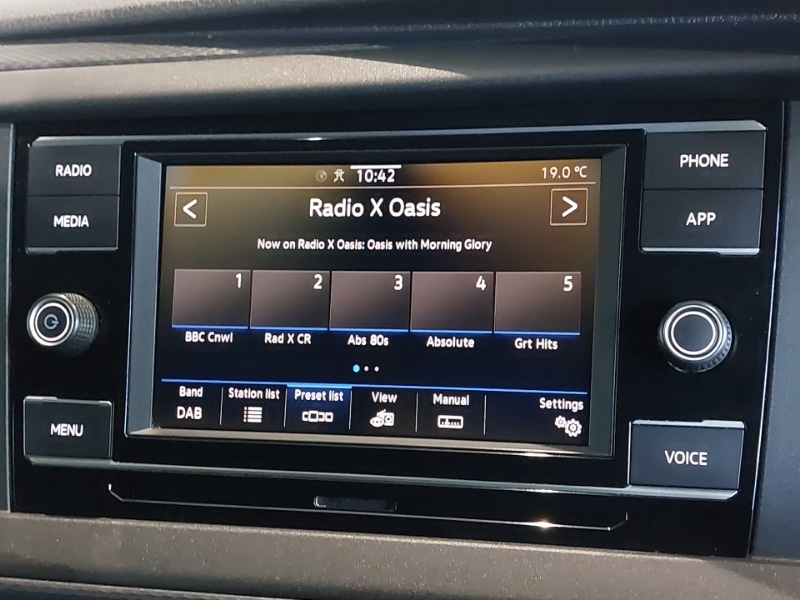 RADIO
MEDIA
MENU
PHONE
APP
VOICE
10:42
19.0 °C
<
Radio X Oasis
>
Now on Radio X Oasis: Oasis with Morning Glory
1 2 3 4 5
BBC Cnwl Rad X CR Abs 80s Absolute Grt Hits
Band Station list Preset list View Manual Settings
DAB